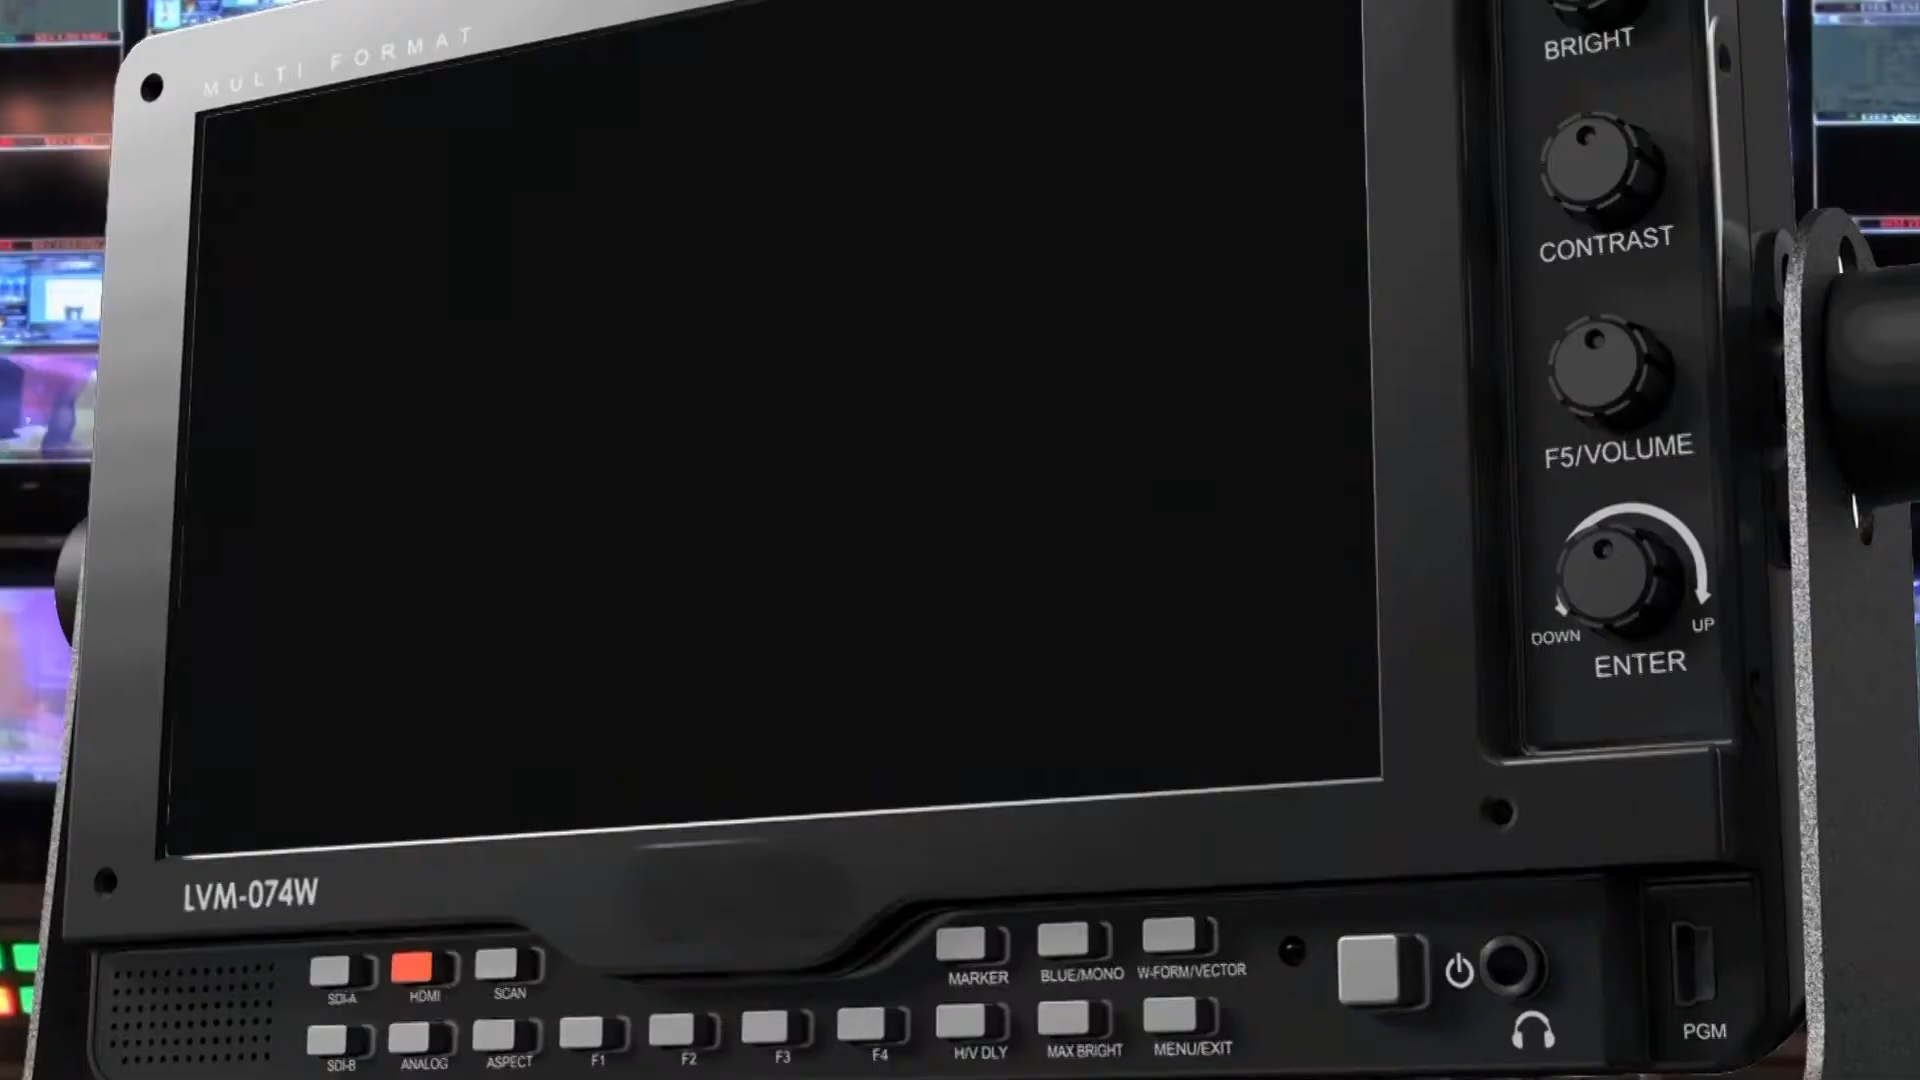 MULTI FORMAT
BRIGHT
CONTRAST
F5/VOLUME
DOWN
UP
ENTER
LVM-074W
SDI-A
HDMI
SCAN
MARKER
BLUE/MONO
W-FORM/VECTOR
SDI-B
ANALOG
ASPECT
F1
F2
F3
F4
H/V DLY
MAX BRIGHT
MENU/EXIT
PGM